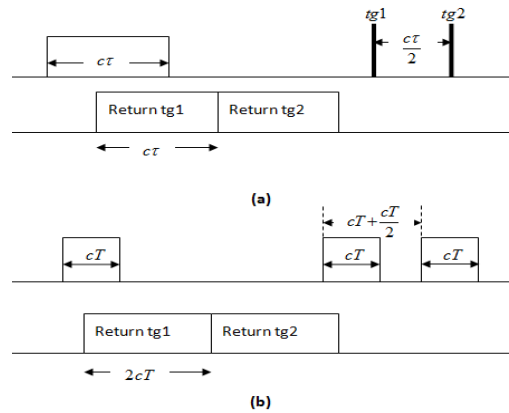 tg1 tg2
cτ
cτ/2
Return tg1 Return tg2
cτ
(a)
cT + cT/2
cT cT cT
Return tg1 Return tg2
2cT
(b)